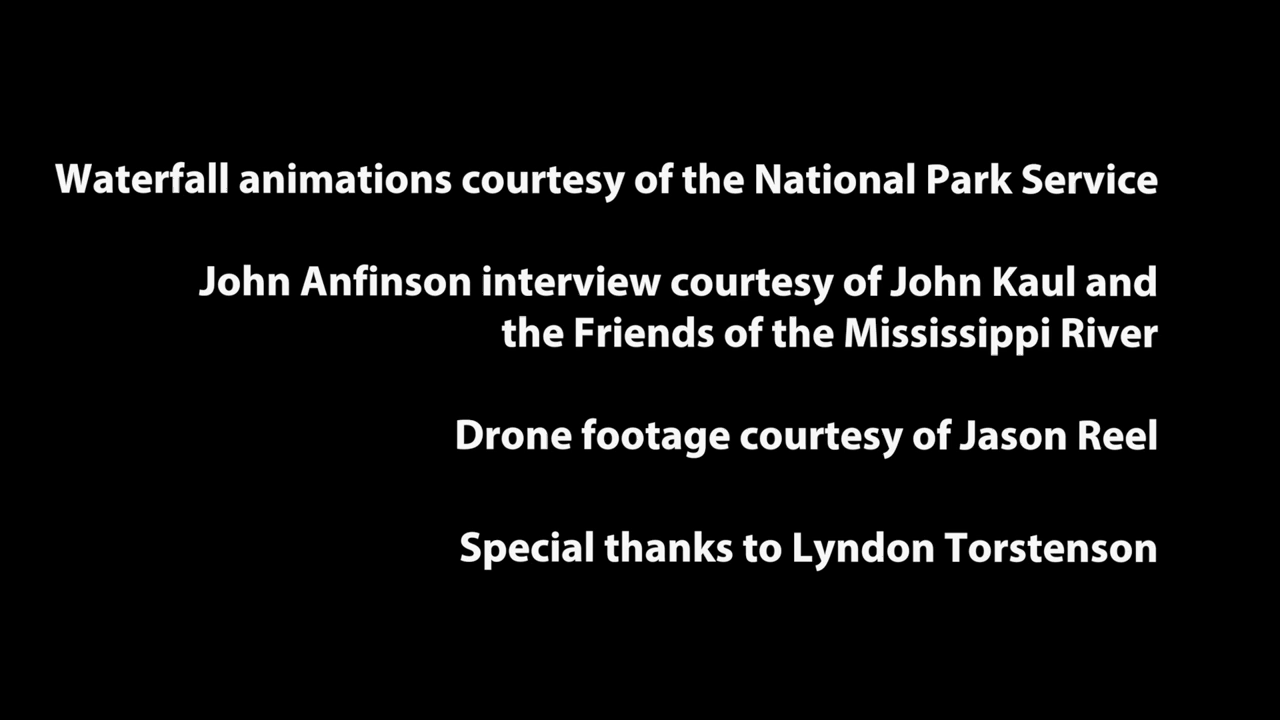 Waterfall animations courtesy of the National Park Service
John Anfinson interview courtesy of John Kaul and
the Friends of the Mississippi River
Drone footage courtesy of Jason Reel
Special thanks to Lyndon Torstenson